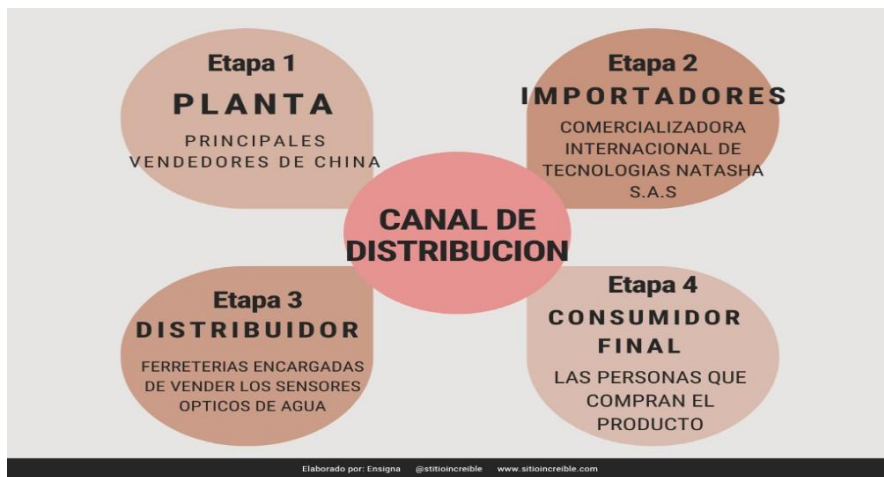 Etapa 1
PLANTA
PRINCIPALES
VENDEDORES DE CHINA
Etapa 2
IMPORTADORES
COMERCIALIZADORA
INTERNACIONAL DE
TECNOLOGIAS NATASHA
S.A.S
CANAL DE
DISTRIBUCION
Etapa 3
DISTRIBUIDOR
FERRETERIAS ENCARGADAS
DE VENDER LOS SENSORES
OPTICOS DE AGUA
Etapa 4
CONSUMIDOR
FINAL
LAS PERSONAS QUE
COMPRAN EL
PRODUCTO
Elaborado por: Ensigna @stitioincreible www.sitioincreible.com